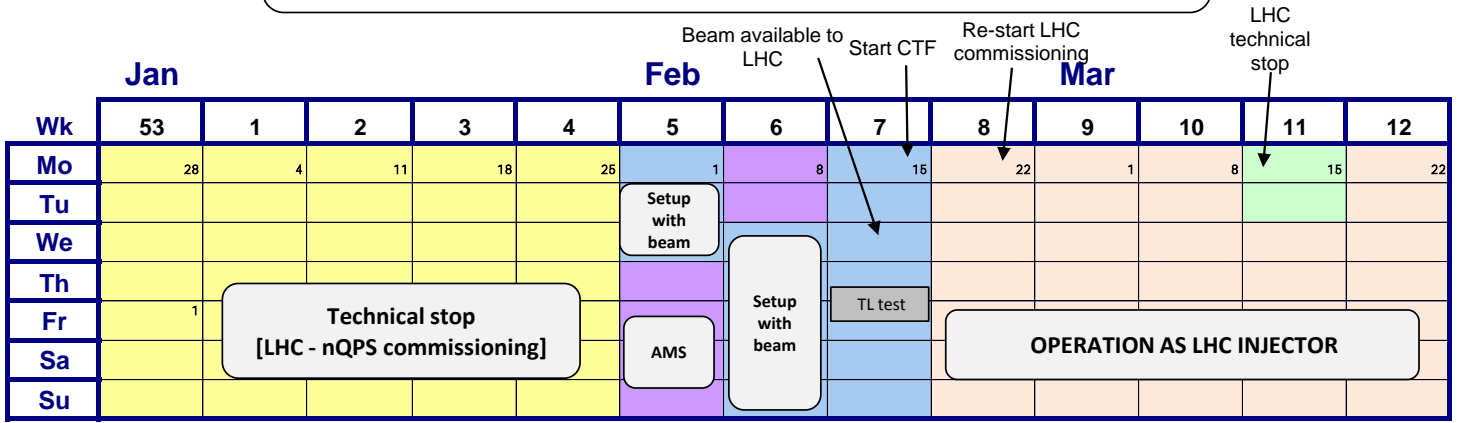 Beam available to
LHC
Start CTF
Re-start LHC
commissioning
LHC
technical
stop
Jan Feb Mar
Wk 53 1 2 3 4 5 6 7 8 9 10 11 12
Mo 28 4 11 18 25 1 8 15 22 1 8 15 22
Tu
We
Th
Fr 1
Sa
Su
Technical stop
[LHC - nQPS commissioning]
Setup
with
beam
AMS
Setup
with
beam
TL test
OPERATION AS LHC INJECTOR